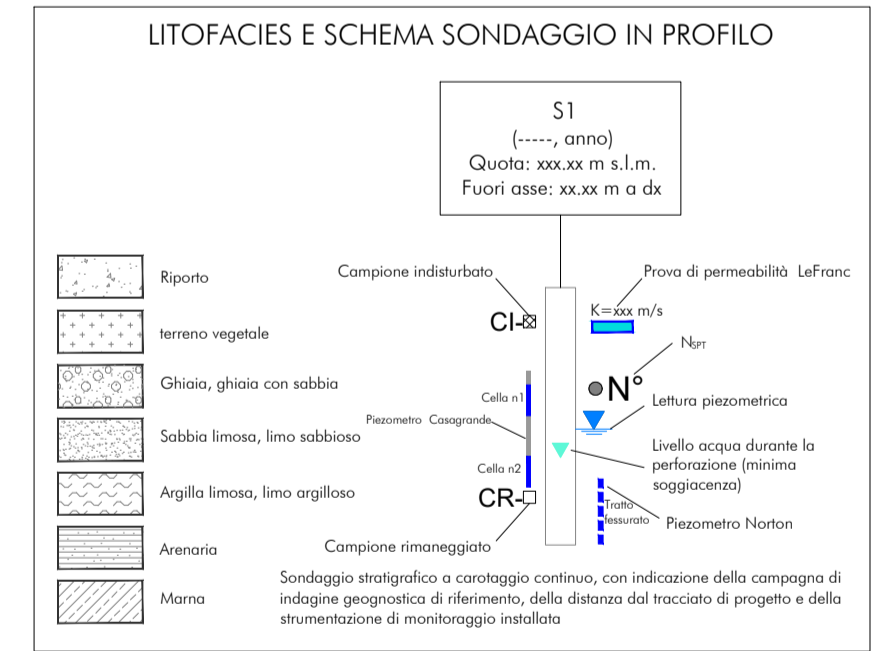 LITOFACIES E SCHEMA SONDAGGIO IN PROFILO
S1
(-----, anno)
Quota: xxx.xx m s.l.m.
Fuori asse: xx.xx m a dx
Riporto
terreno vegetale
Ghiaia, ghiaia con sabbia
Sabbia limosa, limo sabbioso
Argilla limosa, limo argilloso
Arenaria
Marna
Campione indisturbato
CI-
Cella n1
Piezometro Casagrande
Cella n2
CR-
Campione rimaneggiato
Prova di permeabilità LeFranc
K=xxx m/s
NSPT
N°
Lettura piezometrica
Livello acqua durante la
perforazione (minima
soggiacenza)
Tratto
fessurato
Piezometro Norton
Sondaggio stratigrafico a carotaggio continuo, con indicazione della campagna di
indagine geognostica di riferimento, della distanza dal tracciato di progetto e della
strumentazione di monitoraggio installata